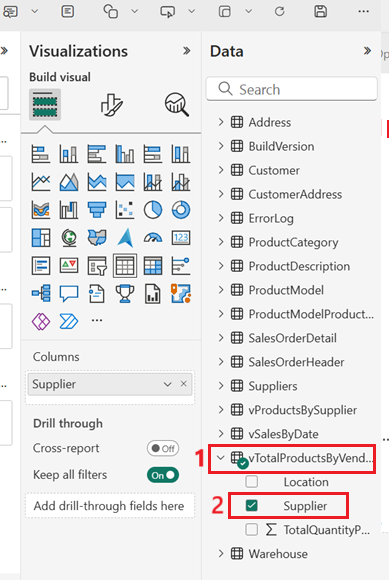 Visualizations
Data
Build visual
Search
Address
BuildVersion
Customer
CustomerAddress
ErrorLog
ProductCategory
ProductDescription
ProductModel
ProductModelProduc...
SalesOrderDetail
SalesOrderHeader
Suppliers
vProductsBySupplier
vSalesByDate
1
vTotalProductsByVend...
Location
2
Supplier
TotalQuantityP...
Warehouse
123
Columns
Supplier
Drill through
Cross-report
Off
Keep all filters
On
Add drill-through fields here